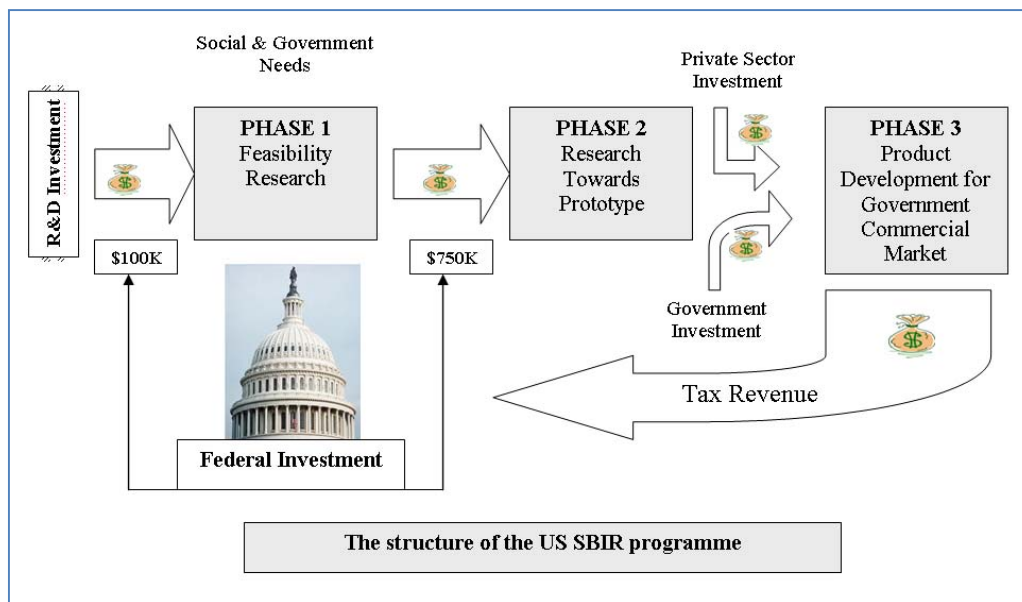 Social & Government
Needs
R&D Investment
PHASE 1
Feasibility
Research
PHASE 2
Research
Towards
Prototype
Private Sector
Investment
PHASE 3
Product
Development for
Government
Commercial
Market
$100K
$750K
Government
Investment
Tax Revenue
Federal Investment
The structure of the US SBIR programme